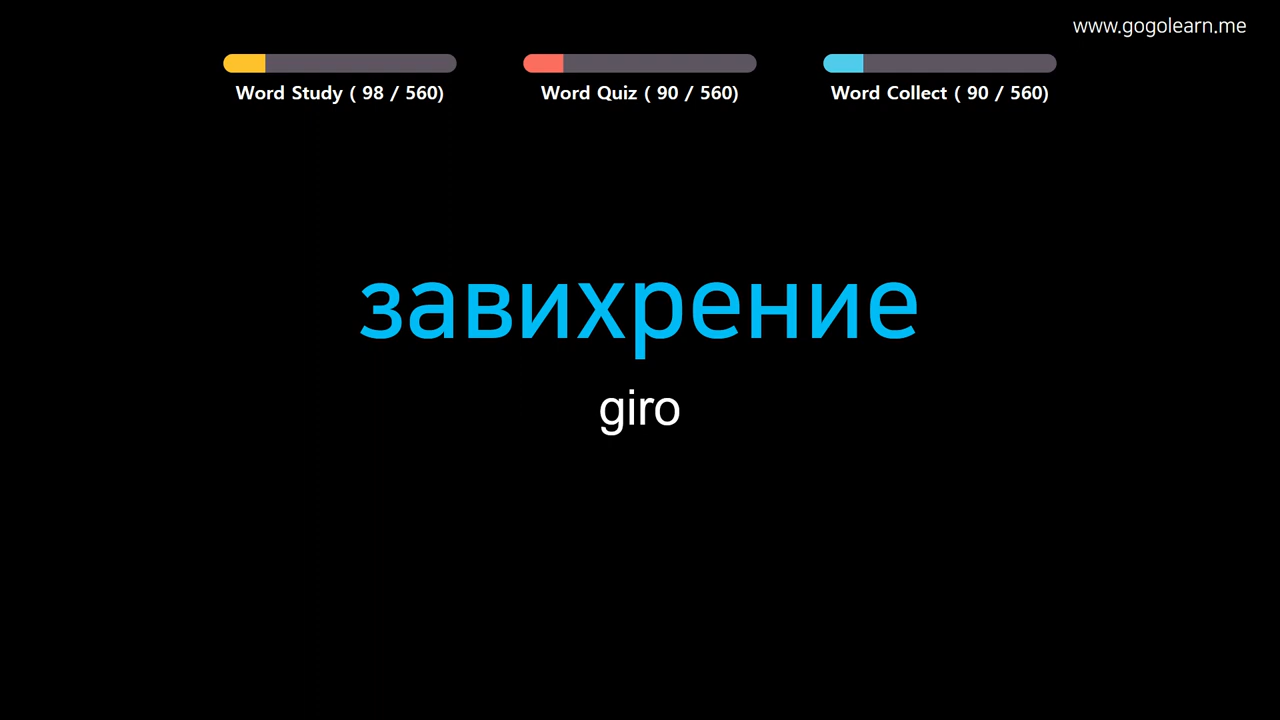 www.gogolearn.me
Word Study ( 98 / 560)
Word Quiz ( 90 / 560)
Word Collect ( 90 / 560)
завихрение
giro